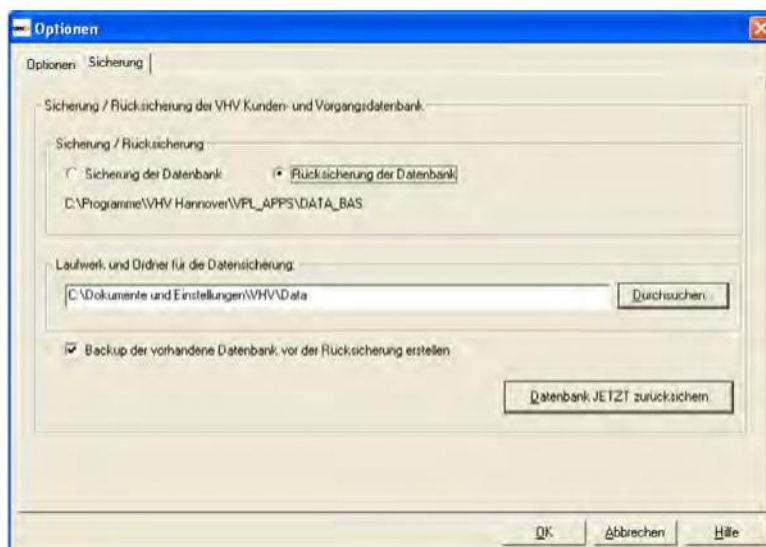 Optionen
Optionen Sicherung
Sicherung / Rücksicherung der VHV Kunden- und Vorgangsdatenbank
Sicherung / Rücksicherung
Sicherung der Datenbank Rücksicherung der Datenbank
C:\Programme\VHV Hannover\VPL_APPS\DATA_BAS
Laufwerk und Ordner für die Datensicherung:
C:\Dokumente und Einstellungen\VHV\Data Durchsuchen...
Backup der vorhandene Datenbank vor der Rücksicherung erstellen
Datenbank JETZT zurücksichern
OK Abbrechen Hilfe